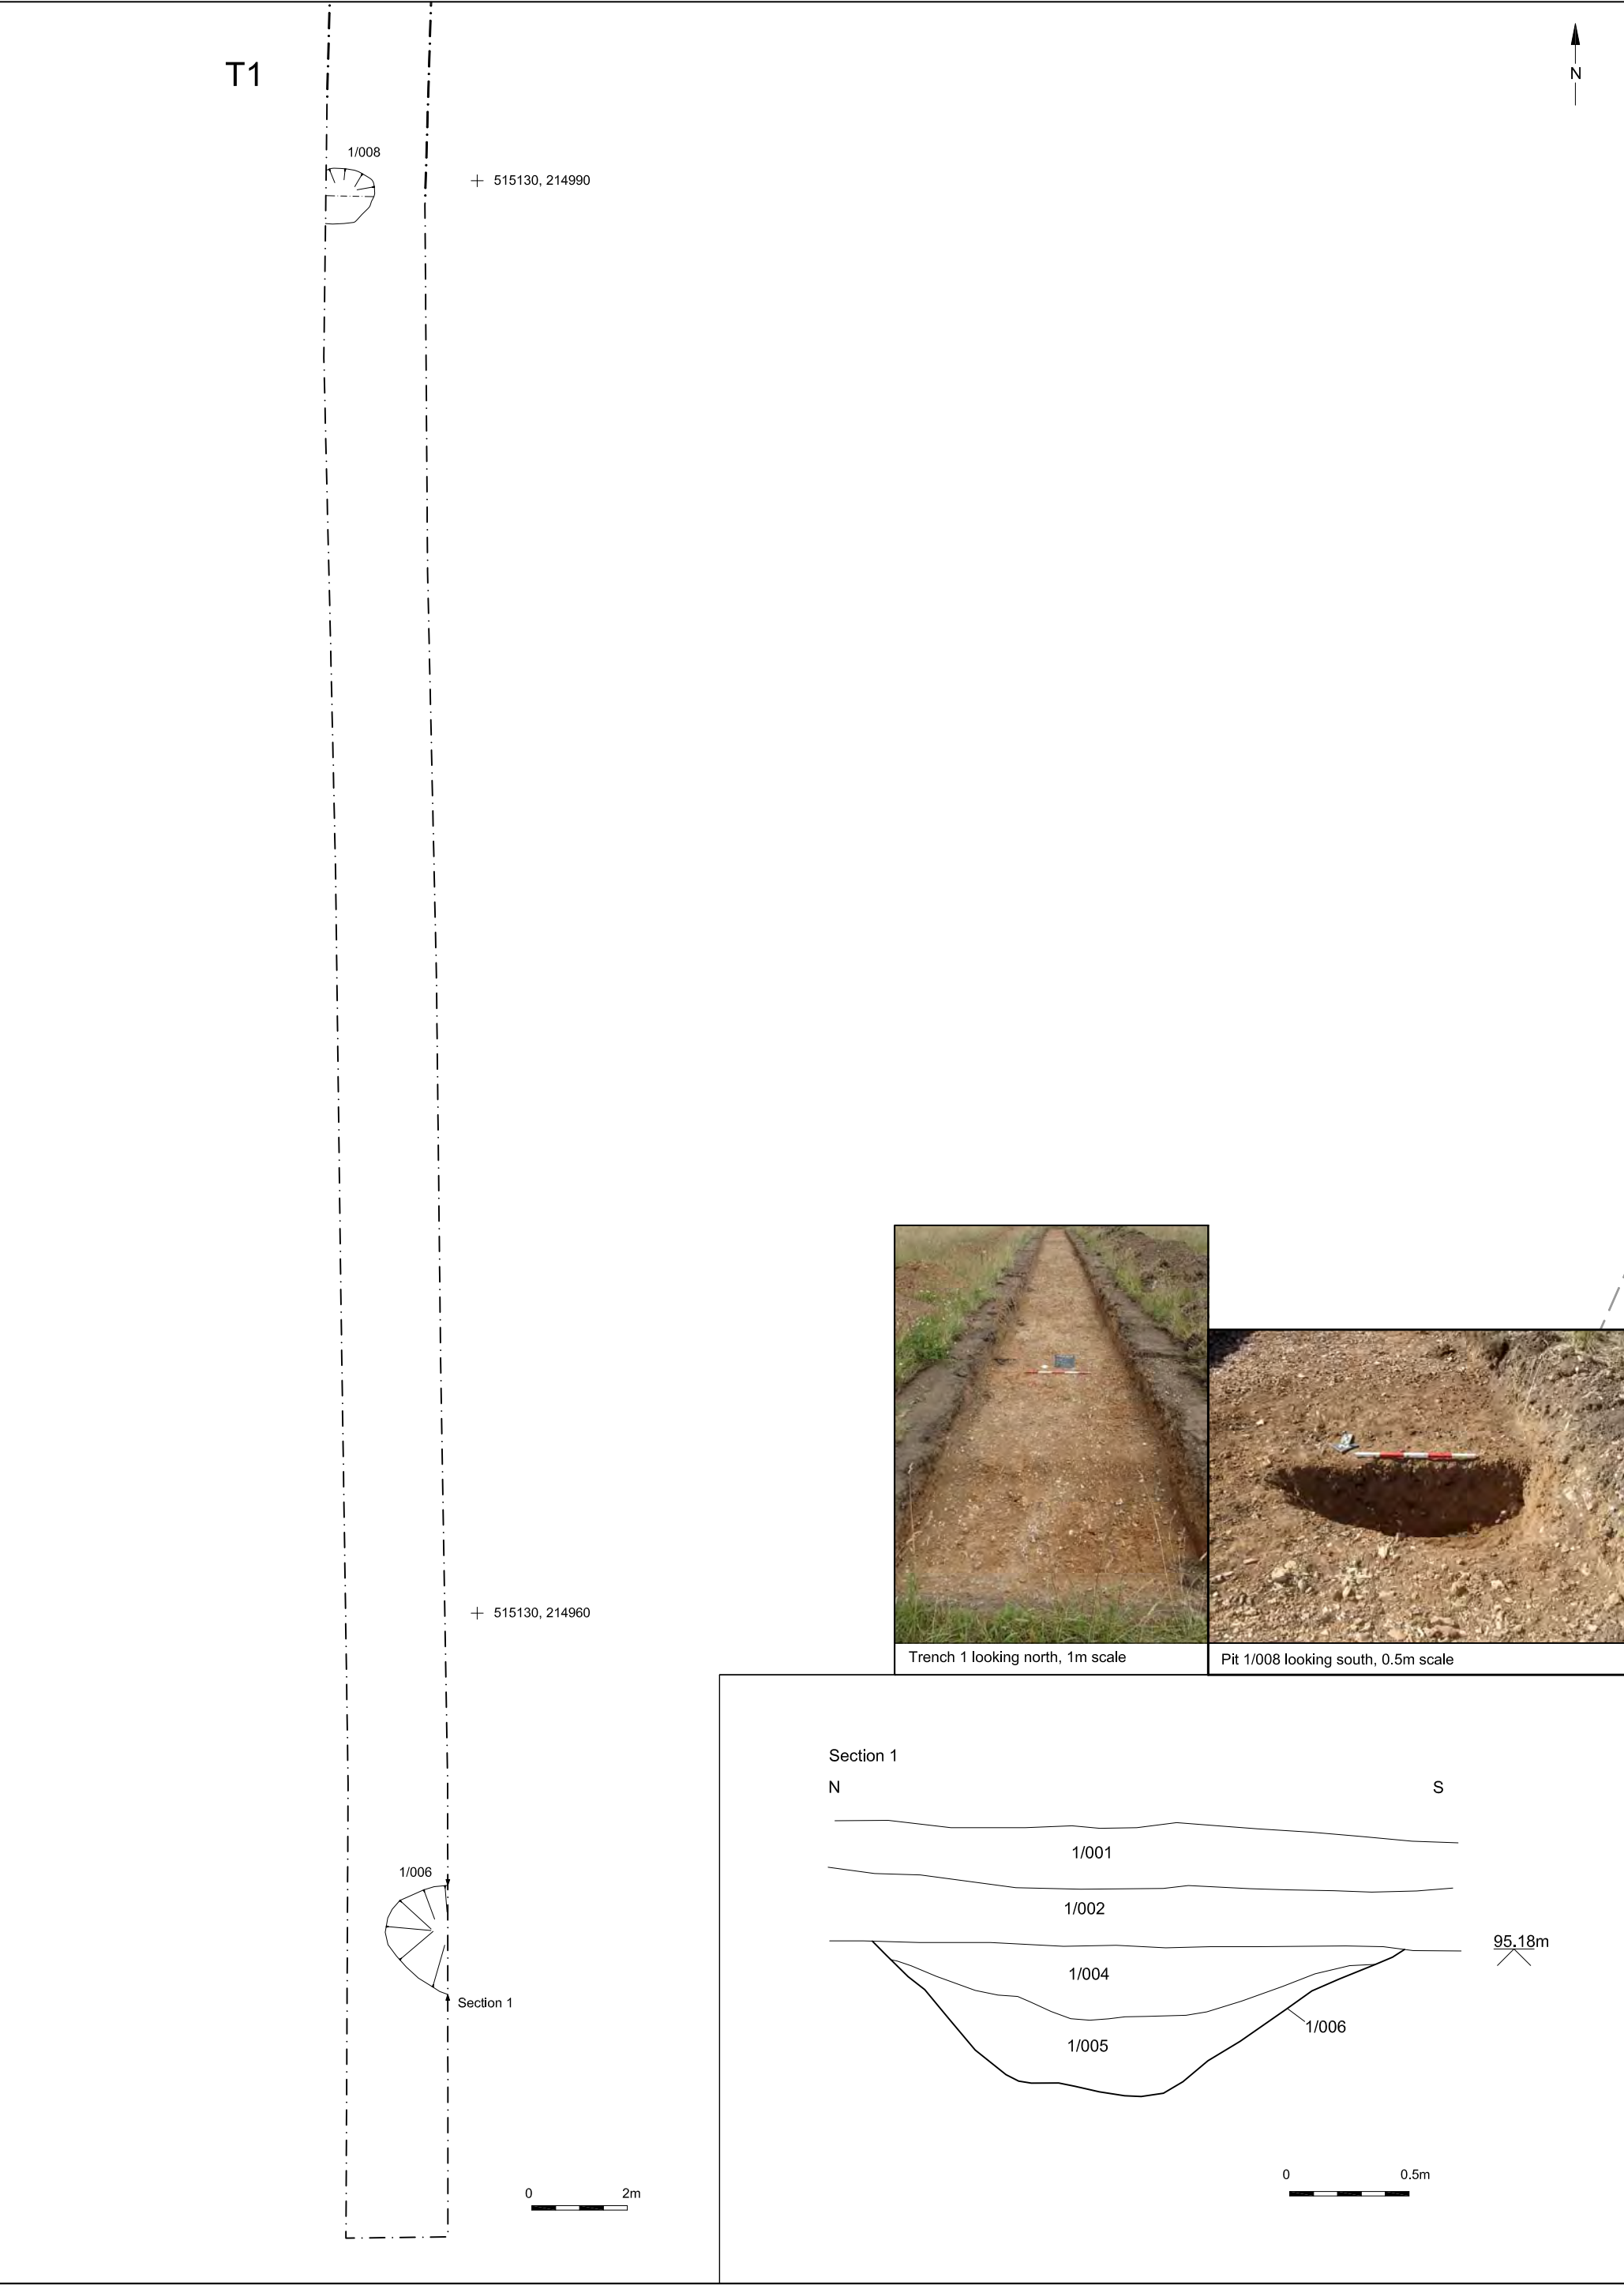 T1
N
1/008
515130, 214990
515130, 214960
Trench 1 looking north, 1m scale
Pit 1/008 looking south, 0.5m scale
1/006
Section 1
0 2m
Section 1
N S
1/001
1/002
95.18m
1/004
1/006
1/005
0 0.5m